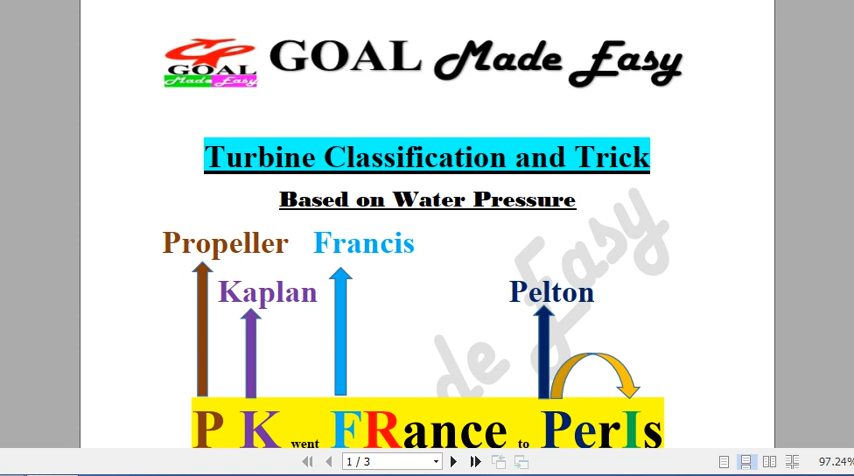 GOAL
Made Easy
GOAL Made Easy
Turbine Classification and Trick
Based on Water Pressure
Propeller Francis
Kaplan Pelton
P K went FRance to PerIs
1 / 3
97.24%